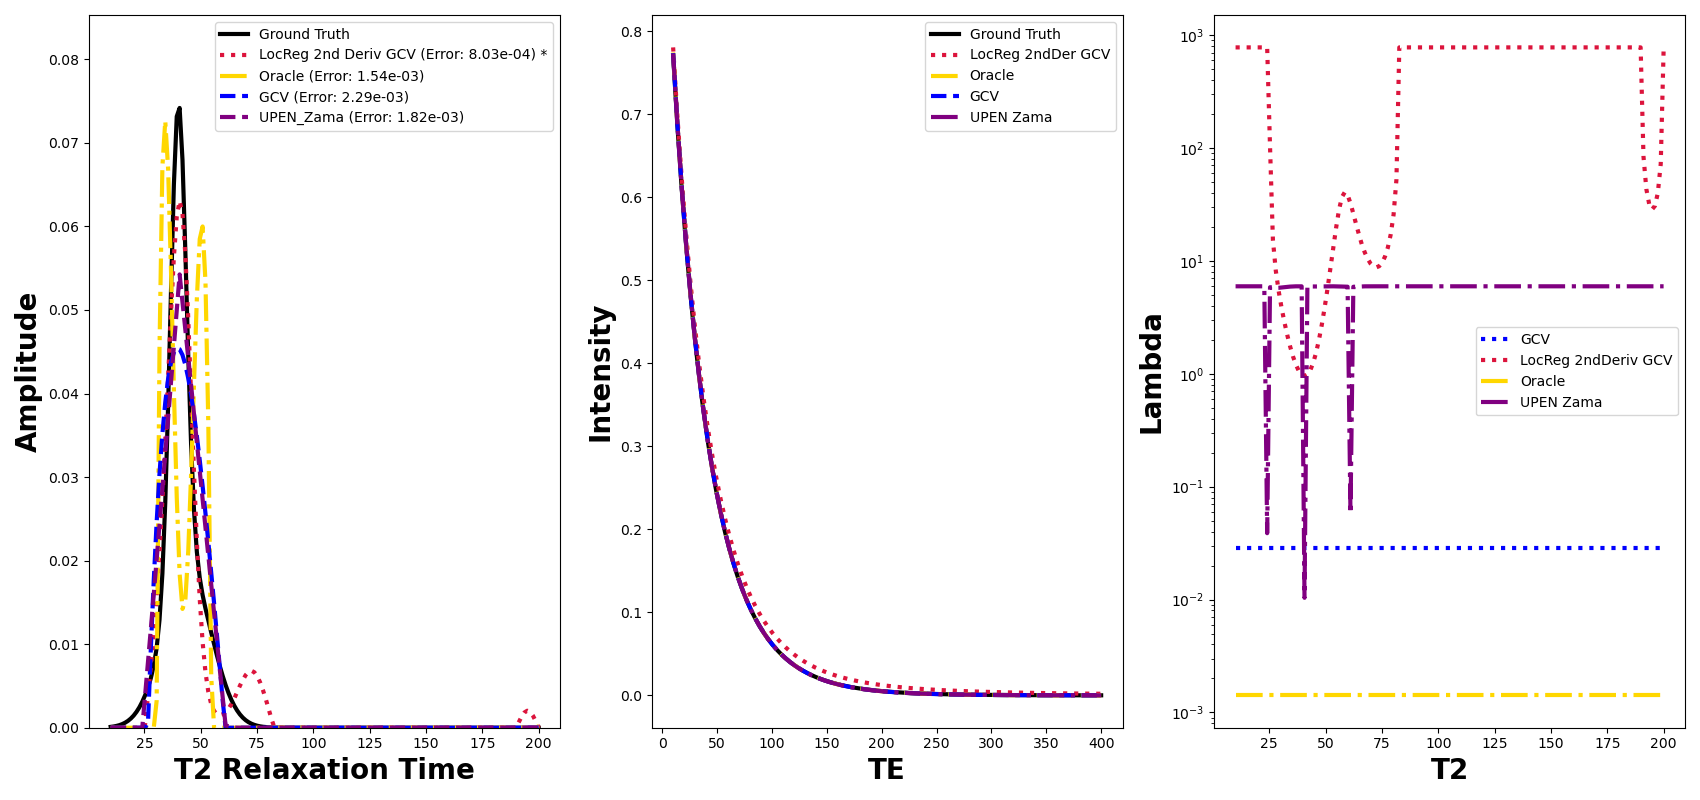 0.08
0.07
0.06
0.05
0.04
0.03
0.02
0.01
0.00
25
50
75
100
125
150
175
200
Amplitude
T2 Relaxation Time
Ground Truth
LocReg 2nd Deriv GCV (Error: 8.03e-04) *
Oracle (Error: 1.54e-03)
GCV (Error: 2.29e-03)
UPEN_Zama (Error: 1.82e-03)
0.8
0.7
0.6
0.5
0.4
0.3
0.2
0.1
0.0
0
50
100
150
200
250
300
350
400
Intensity
TE
Ground Truth
LocReg 2ndDer GCV
Oracle
GCV
UPEN Zama
10³
10²
10¹
10⁰
10⁻¹
10⁻²
10⁻³
25
50
75
100
125
150
175
200
Lambda
T2
GCV
LocReg 2ndDeriv GCV
Oracle
UPEN Zama